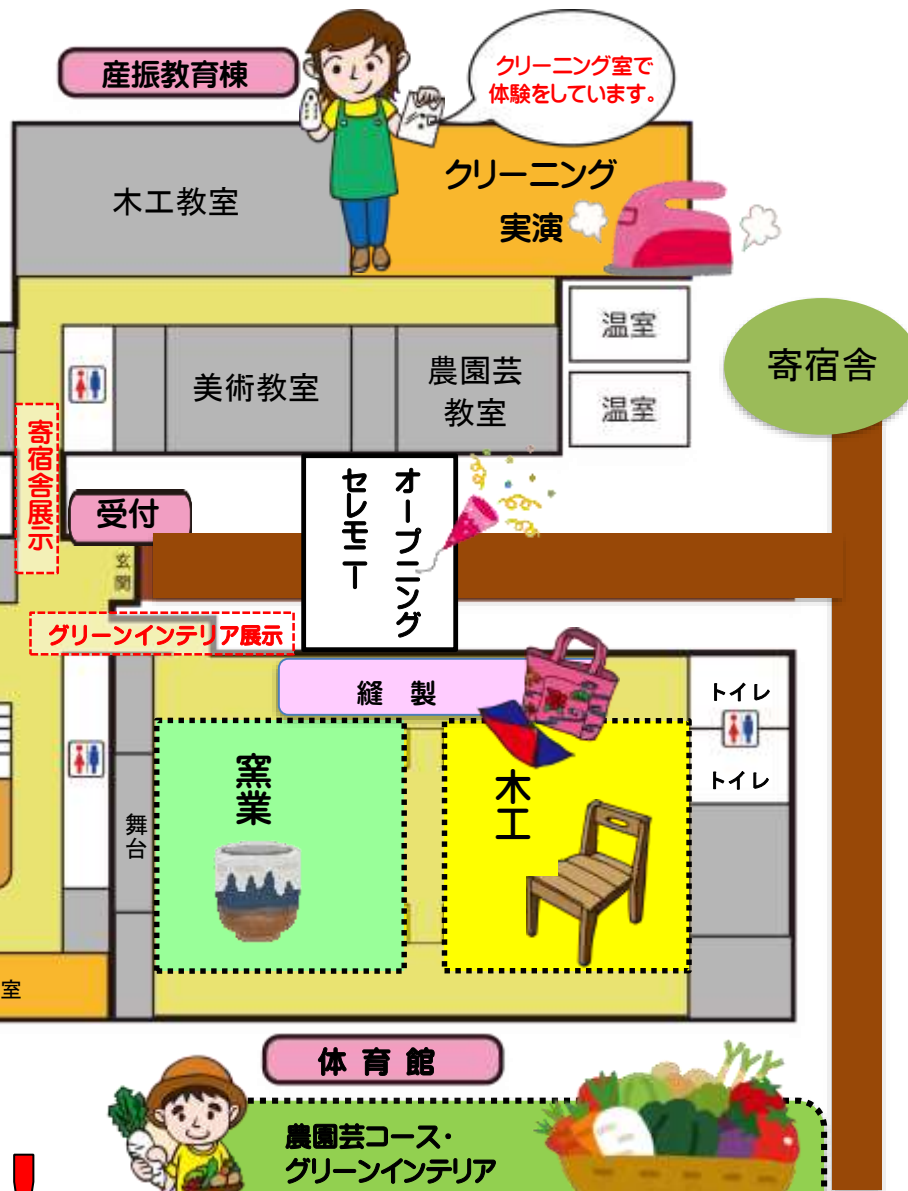 産振教育棟
クリーニング室で
体験をしています。
木工教室
クリーニング
実演
温室
温室
寄宿舎
美術教室
農園芸
教室
寄宿舎展示
受付
玄関
オープニング
セレモニー
グリーンインテリア展示
縫 製
トイレ
トイレ
窯業
木工
舞台
室
体 育 館
農園芸コース・
グリーンインテリア